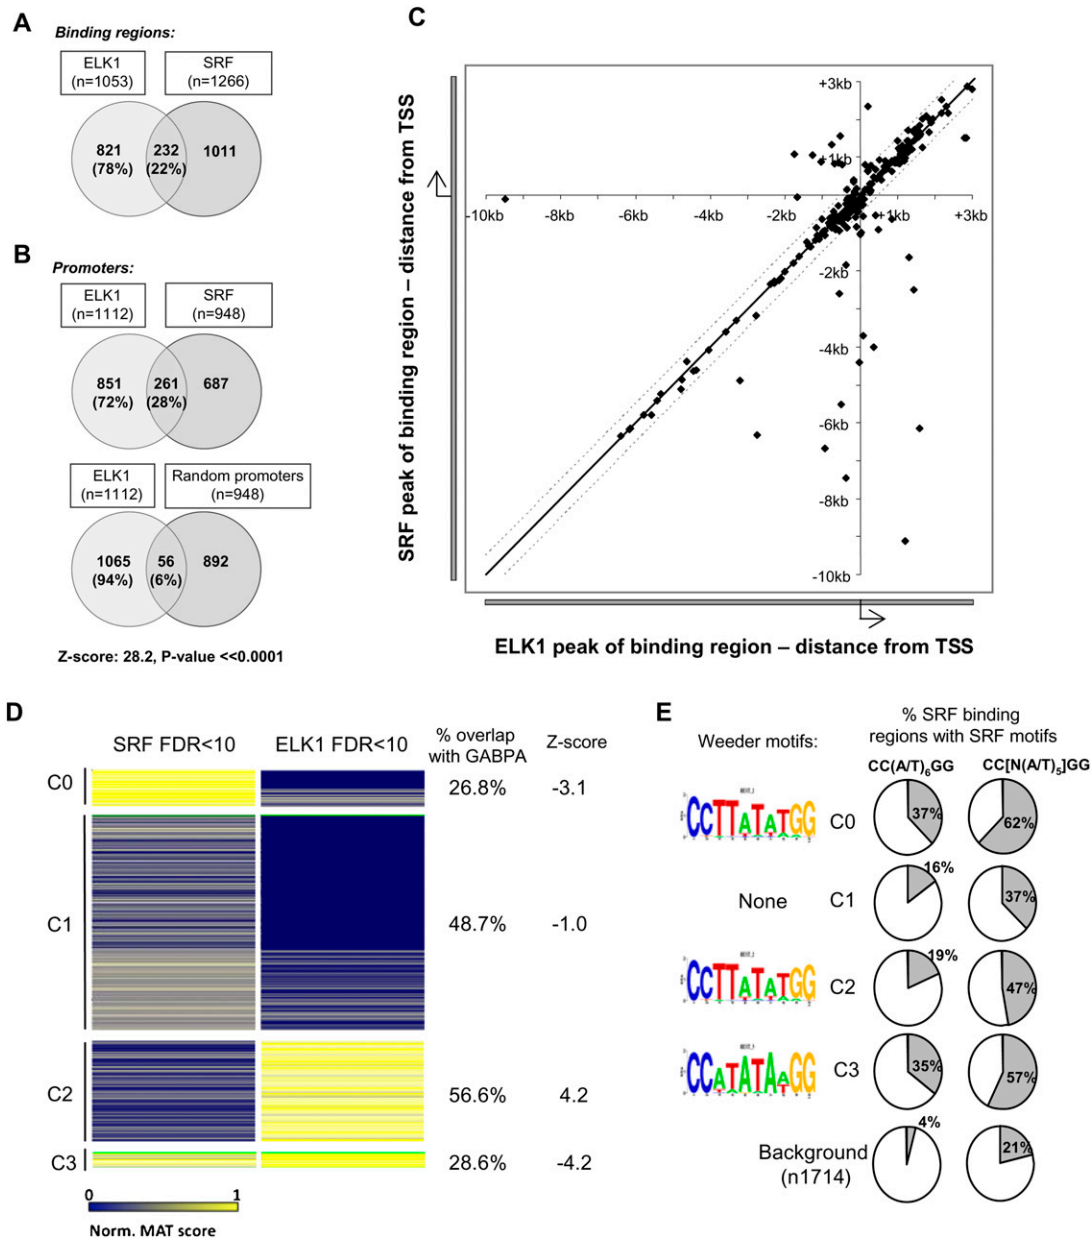 A
Binding regions:
ELK1
(n=1053)
SRF
(n=1266)
821
(78%)
232
(22%)
1011
B
Promoters:
ELK1
(n=1112)
SRF
(n=948)
851
(72%)
261
(28%)
687
ELK1
(n=1112)
Random promoters
(n=948)
1065
(94%)
56
(6%)
892
Z-score: 28.2, P-value <<0.0001
C
SRF peak of binding region – distance from TSS
+3kb
+1kb
-10kb
-8kb
-6kb
-4kb
-2kb
+1kb
+3kb
-2kb
-4kb
-6kb
-8kb
-10kb
ELK1 peak of binding region – distance from TSS
D
SRF FDR<10
ELK1 FDR<10
% overlap
with GABPA
Z-score
C0
26.8%
-3.1
C1
48.7%
-1.0
C2
56.6%
4.2
C3
28.6%
-4.2
0
1
Norm. MAT score
E
Weeder motifs:
% SRF binding
regions with SRF motifs
CC(A/T)6GG
CC[N(A/T)5]GG
CCTTATATGG
C0
37%
62%
None
C1
16%
37%
CCTTATATGG
C2
19%
47%
CCATATAAGG
C3
35%
57%
Background
(n1714)
4%
21%